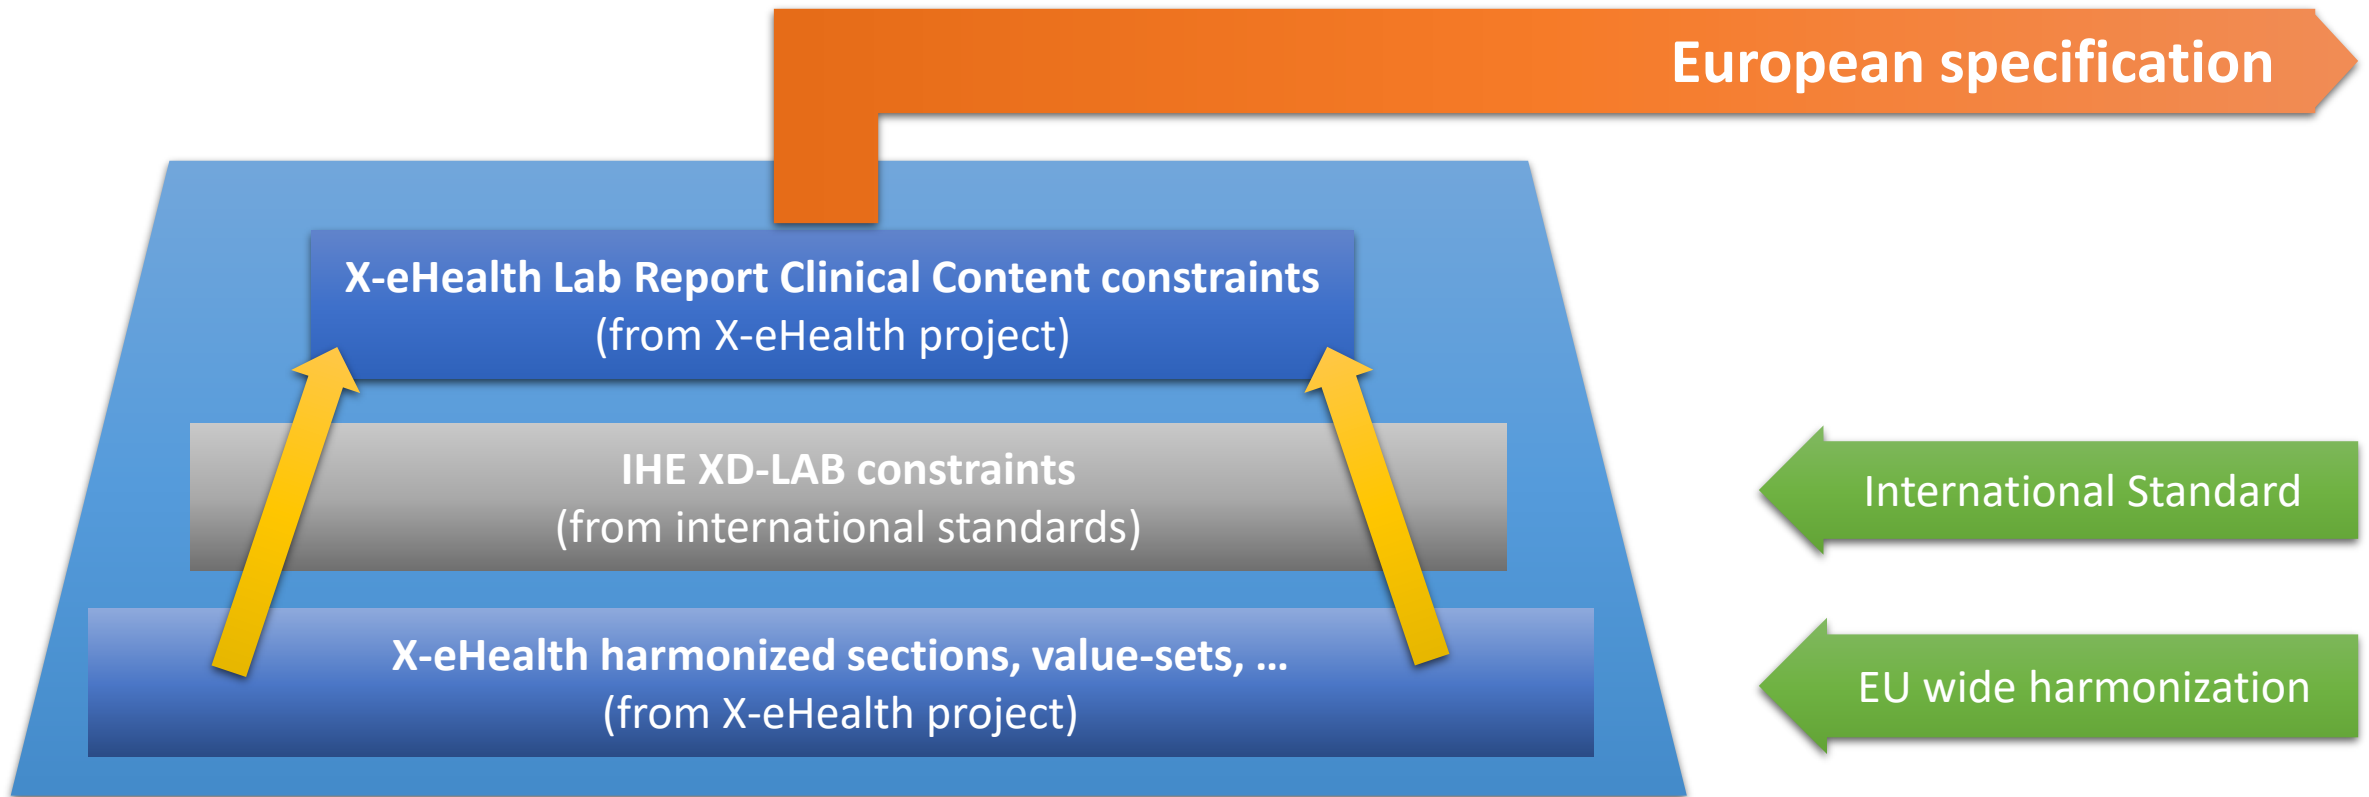 European specification
X-eHealth Lab Report Clinical Content constraints
(from X-eHealth project)
IHE XD-LAB constraints
(from international standards)
International Standard
X-eHealth harmonized sections, value-sets, ...
(from X-eHealth project)
EU wide harmonization